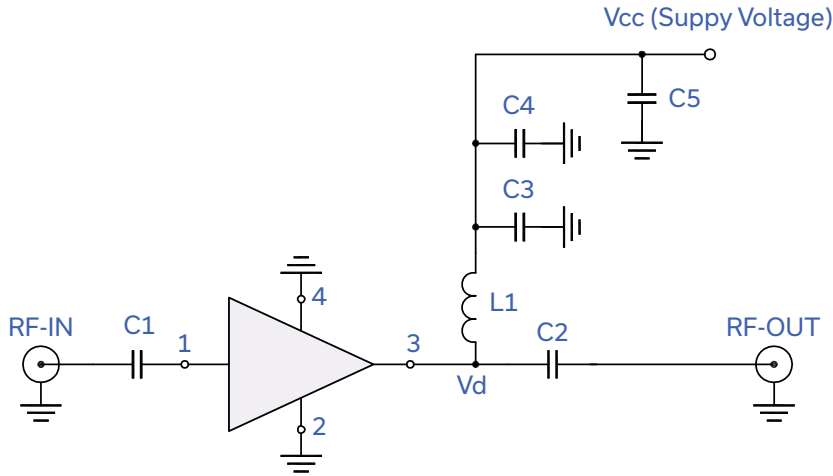 Vcc (Suppy Voltage)
C5
C4
C3
4
L1
RF-IN
C1
1
3
C2
RF-OUT
Vd
2